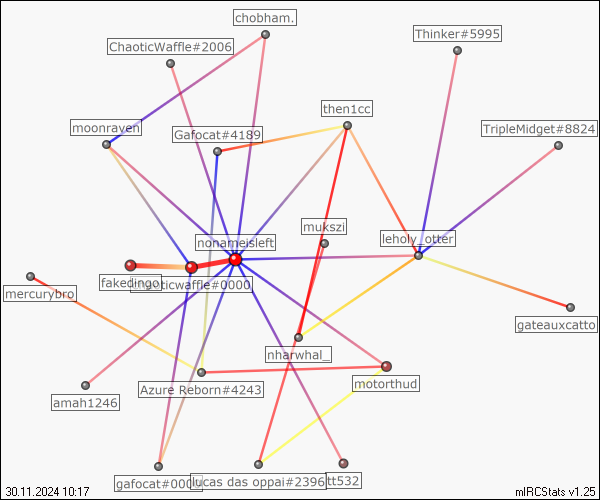 chobham.
Thinker#5995
ChaoticWaffle#2006
then1cc
moonraven
Gafocat#4189
TripleMidget#8824
mukszi
nonameisleft
leholy_otter
fakedingo
chaoticwaffle#0000
mercurybro
gateauxcatto
nharwhal_
motorthud
Azure Reborn#4243
amah1246
lucas das oppai#2396
tt532
30.11.2024 10:17
mIRCStats v1.25